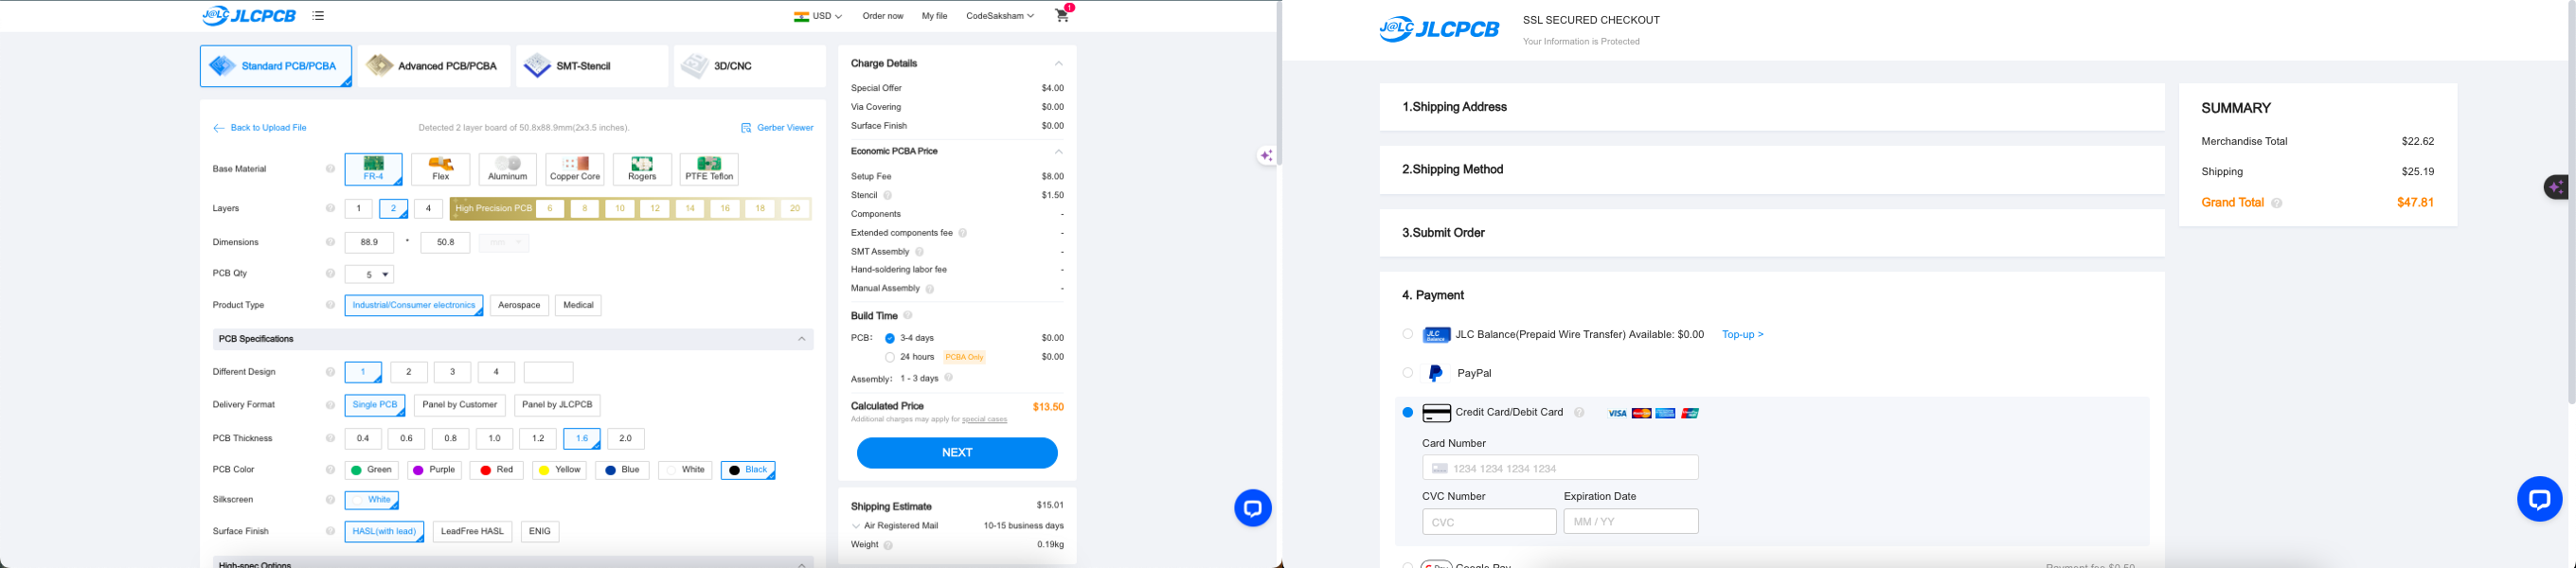 J@LC JLCPCB
USD
Order now
My file
CodeSaksham
1
Standard PCB/PCBA
Advanced PCB/PCBA
SMT-Stencil
3D/CNC
Back to Upload File
Detected 2 layer board of 50.8x88.9mm(2x3.5 inches).
Gerber Viewer
Base Material
FR-4
Flex
Aluminum
Copper Core
Rogers
PTFE Teflon
Layers
1
2
4
High Precision PCB
6
8
10
12
14
16
18
20
Dimensions
88.9
*
50.8
mm
PCB Qty
5
Product Type
Industrial/Consumer electronics
Aerospace
Medical
PCB Specifications
Different Design
1
2
3
4
Delivery Format
Single PCB
Panel by Customer
Panel by JLCPCB
PCB Thickness
0.4
0.6
0.8
1.0
1.2
1.6
2.0
PCB Color
Green
Purple
Red
Yellow
Blue
White
Black
Silkscreen
White
Surface Finish
HASL(with lead)
LeadFree HASL
ENIG
High-spec Options
Charge Details
Special Offer $4.00
Via Covering $0.00
Surface Finish $0.00
Economic PCBA Price
Setup Fee $8.00
Stencil $1.50
Components -
Extended components fee -
SMT Assembly -
Hand-soldering labor fee -
Manual Assembly -
Build Time
PCB: 3-4 days $0.00
24 hours PCBA Only $0.00
Assembly: 1 - 3 days
Calculated Price $13.50
Additional charges may apply for special cases
NEXT
Shipping Estimate $15.01
Air Registered Mail 10-15 business days
Weight 0.19kg
J@LC JLCPCB
SSL SECURED CHECKOUT
Your Information is Protected
1.Shipping Address
2.Shipping Method
3.Submit Order
4. Payment
JLC Balance
JLC Balance(Prepaid Wire Transfer) Available: $0.00 Top-up >
PayPal
Credit Card/Debit Card
VISA
Card Number
1234 1234 1234 1234
CVC Number
Expiration Date
CVC
MM / YY
Google Pay
Payment fee $0.50
SUMMARY
Merchandise Total $22.62
Shipping $25.19
Grand Total $47.81